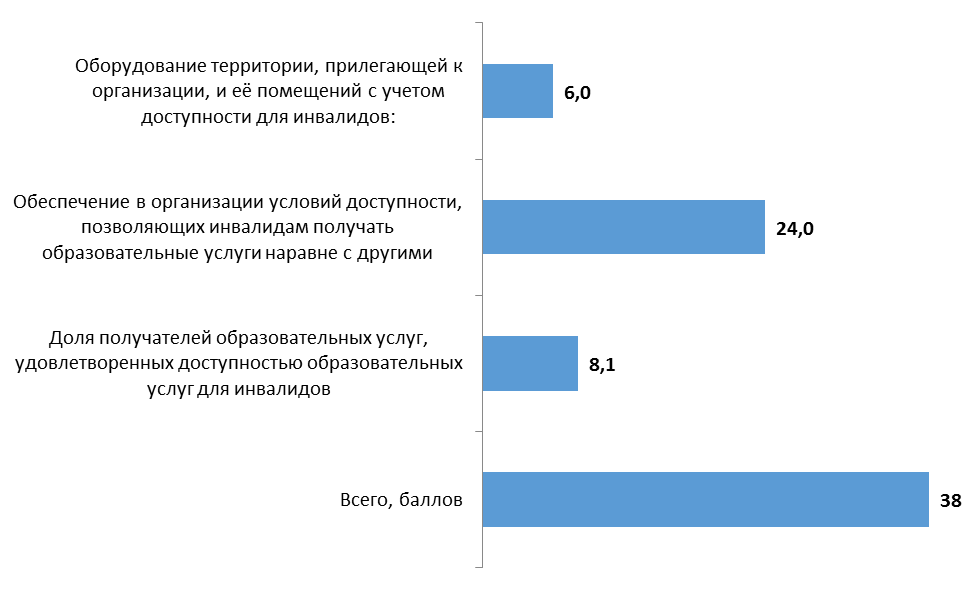 Оборудование территории, прилегающей к
организации, и её помещений с учетом
доступности для инвалидов:
6,0
Обеспечение в организации условий доступности,
позволяющих инвалидам получать
образовательные услуги наравне с другими
24,0
Доля получателей образовательных услуг,
удовлетворенных доступностью образовательных
услуг для инвалидов
8,1
Всего, баллов
38